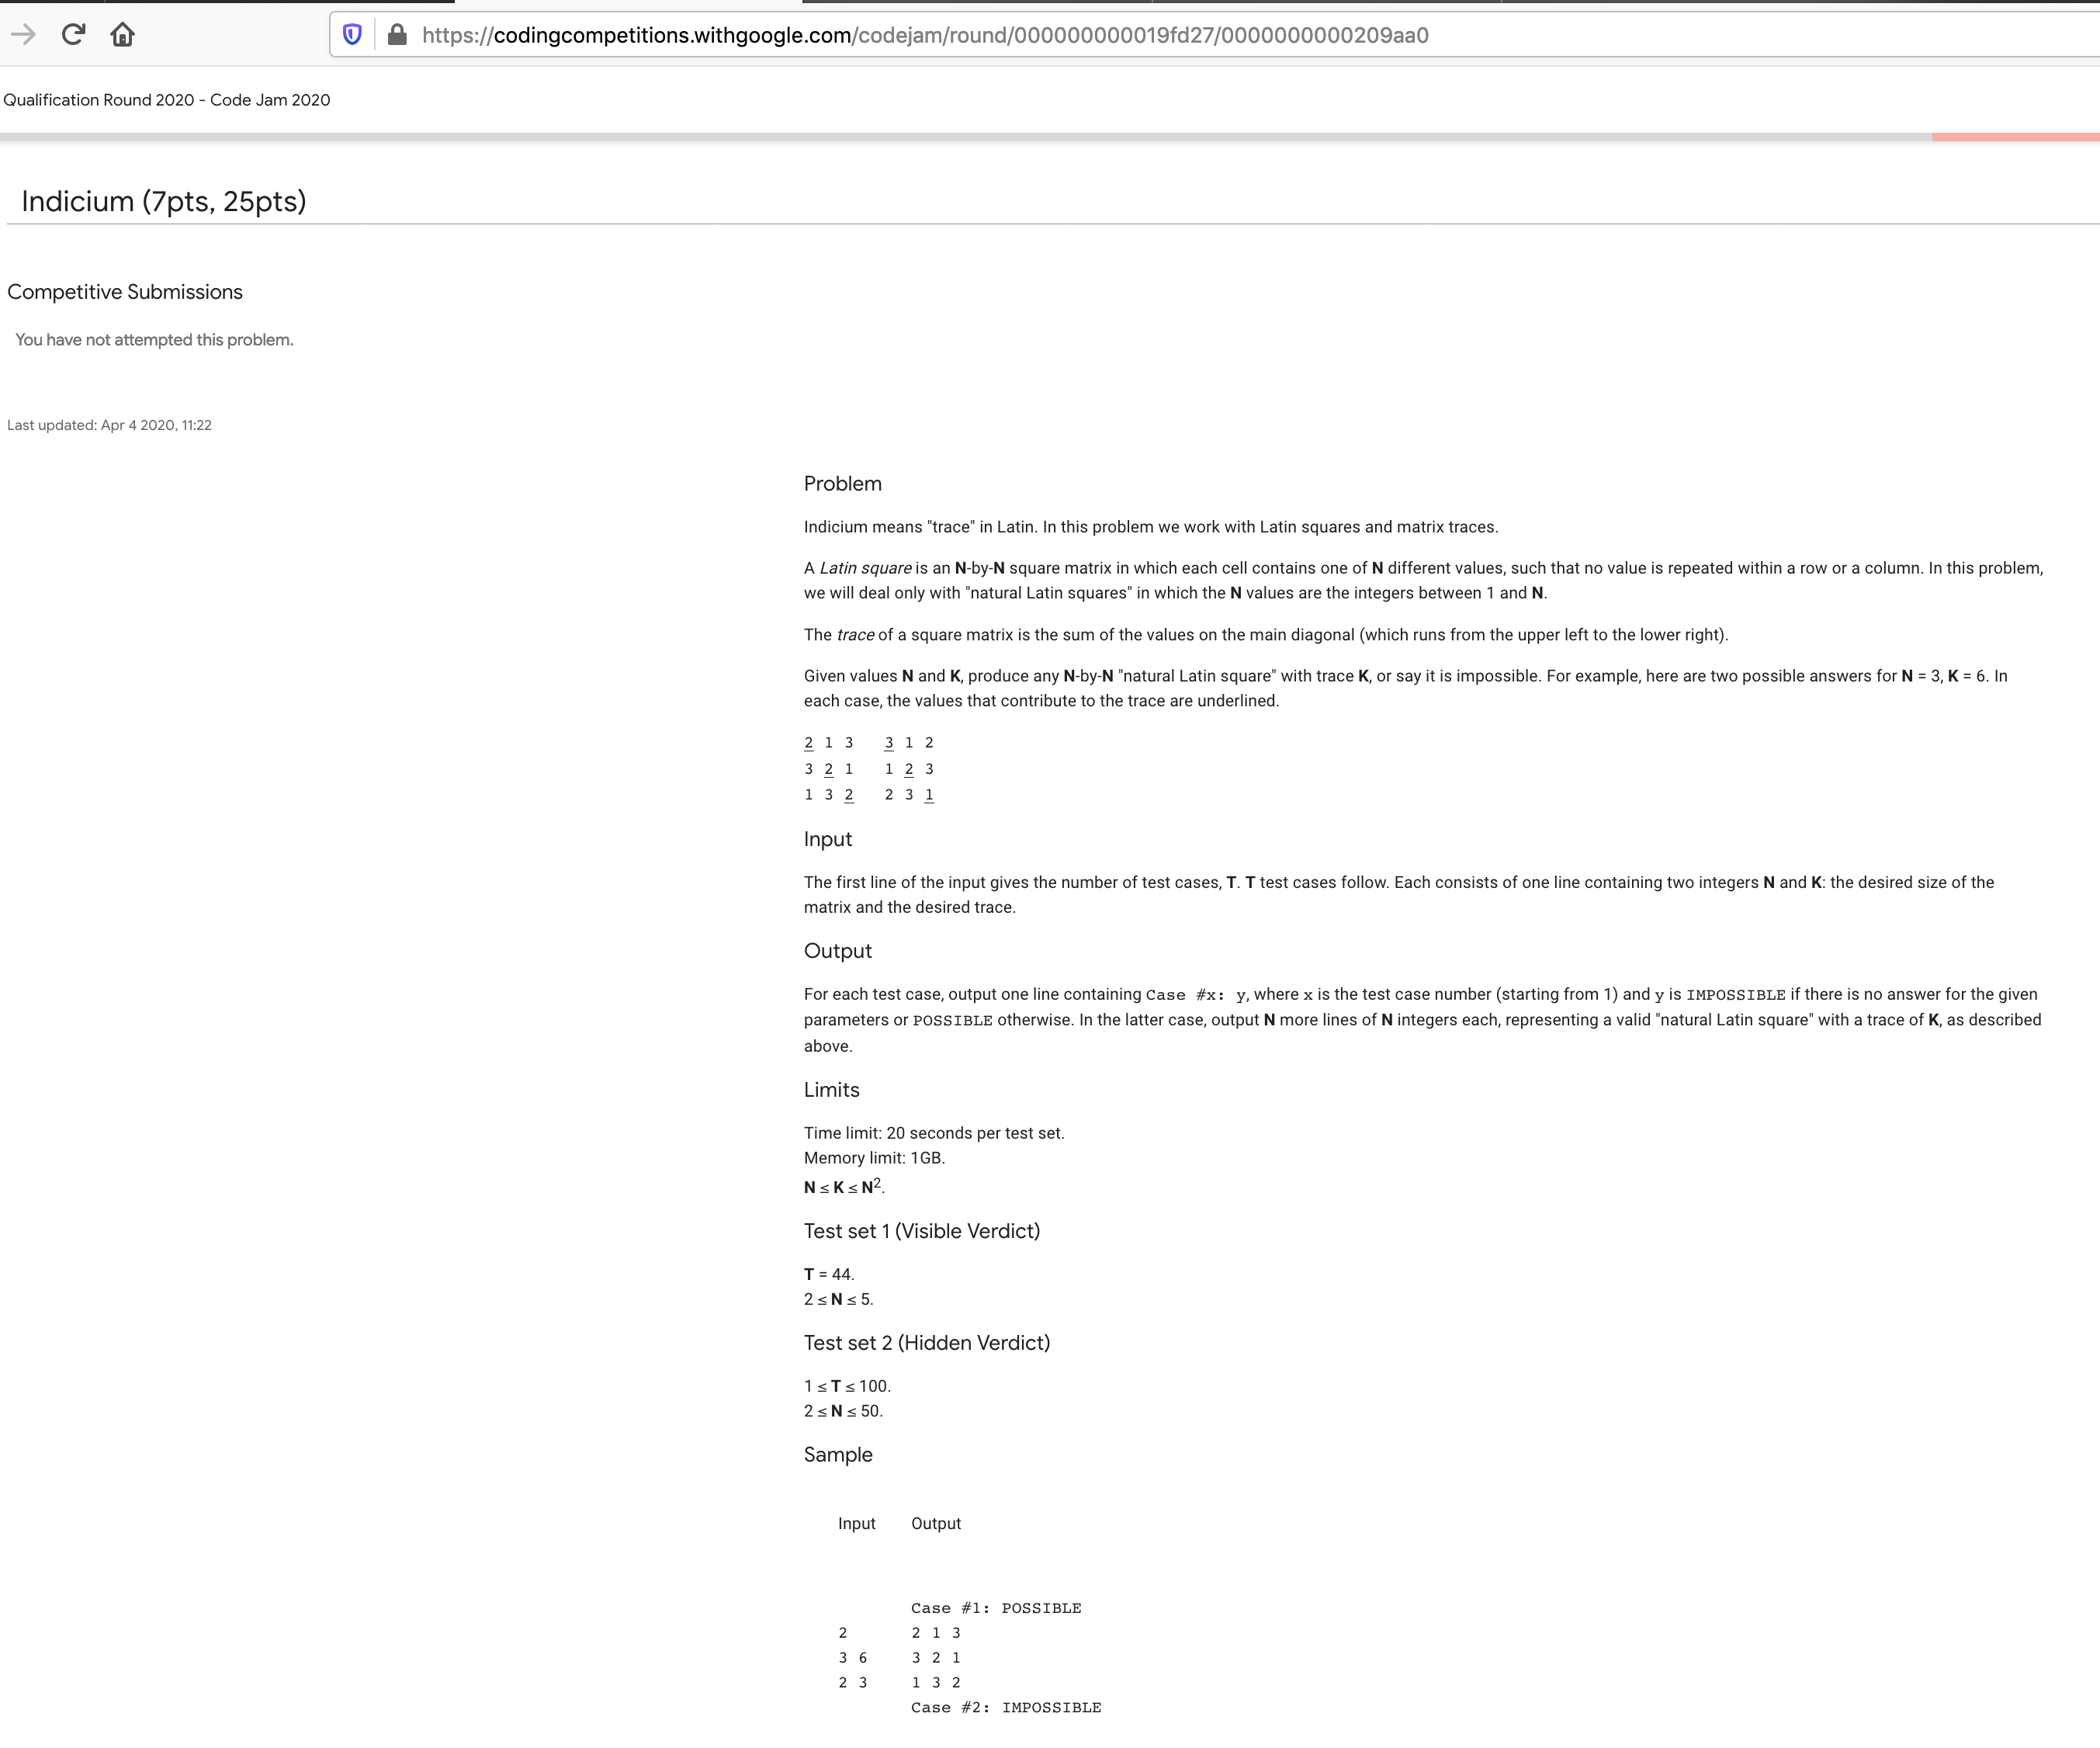 https://codingcompetitions.withgoogle.com/codejam/round/000000000019fd27/0000000000209aa0
Qualification Round 2020 - Code Jam 2020
Indicium (7pts, 25pts)
Competitive Submissions
You have not attempted this problem.
Last updated: Apr 4 2020, 11:22
Problem
Indicium means "trace" in Latin. In this problem we work with Latin squares and matrix traces.
A Latin square is an N-by-N square matrix in which each cell contains one of N different values, such that no value is repeated within a row or a column. In this problem,
we will deal only with "natural Latin squares" in which the N values are the integers between 1 and N.
The trace of a square matrix is the sum of the values on the main diagonal (which runs from the upper left to the lower right).
Given values N and K, produce any N-by-N "natural Latin square" with trace K, or say it is impossible. For example, here are two possible answers for N = 3, K = 6. In
each case, the values that contribute to the trace are underlined.
2 1 3   3 1 2
3 2 1   1 2 3
1 3 2   2 3 1
Input
The first line of the input gives the number of test cases, T. T test cases follow. Each consists of one line containing two integers N and K: the desired size of the
matrix and the desired trace.
Output
For each test case, output one line containing Case #x: y, where x is the test case number (starting from 1) and y is IMPOSSIBLE if there is no answer for the given
parameters or POSSIBLE otherwise. In the latter case, output N more lines of N integers each, representing a valid "natural Latin square" with a trace of K, as described
above.
Limits
Time limit: 20 seconds per test set.
Memory limit: 1GB.
N ≤ K ≤ N².
Test set 1 (Visible Verdict)
T = 44.
2 ≤ N ≤ 5.
Test set 2 (Hidden Verdict)
1 ≤ T ≤ 100.
2 ≤ N ≤ 50.
Sample
Input   Output
Case #1: POSSIBLE
2   2 1 3
3 6   3 2 1
2 3   1 3 2
Case #2: IMPOSSIBLE